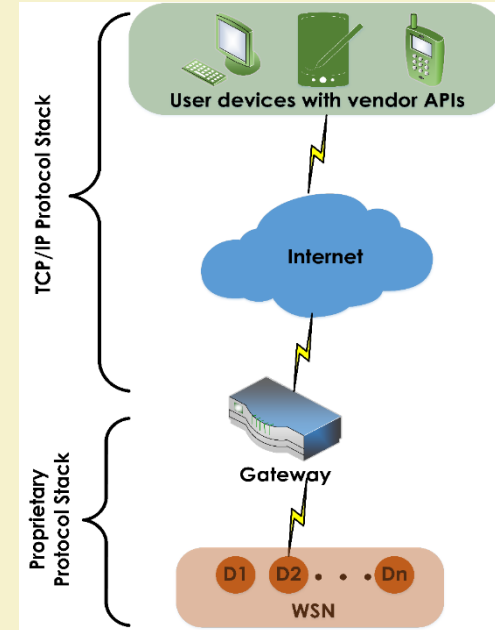 User devices with vendor APIs
TCP/IP Protocol Stack
Internet
Gateway
Proprietary
Protocol Stack
D1 D2 . . . Dn
WSN